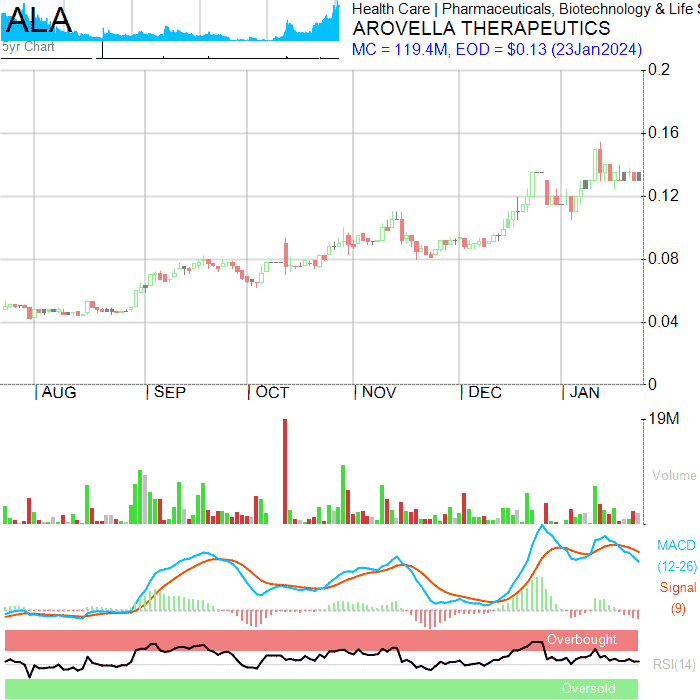 ALA
5yr Chart
Health Care | Pharmaceuticals, Biotechnology & Life S
AROVELLA THERAPEUTICS
MC = 119.4M, EOD = $0.13 (23Jan2024)
0.2
0.16
0.12
0.08
0.04
0
|AUG |SEP |OCT |NOV |DEC |JAN
19M
Volume
MACD
(12-26)
Signal
(9)
Overbought
RSI(14)
Oversold